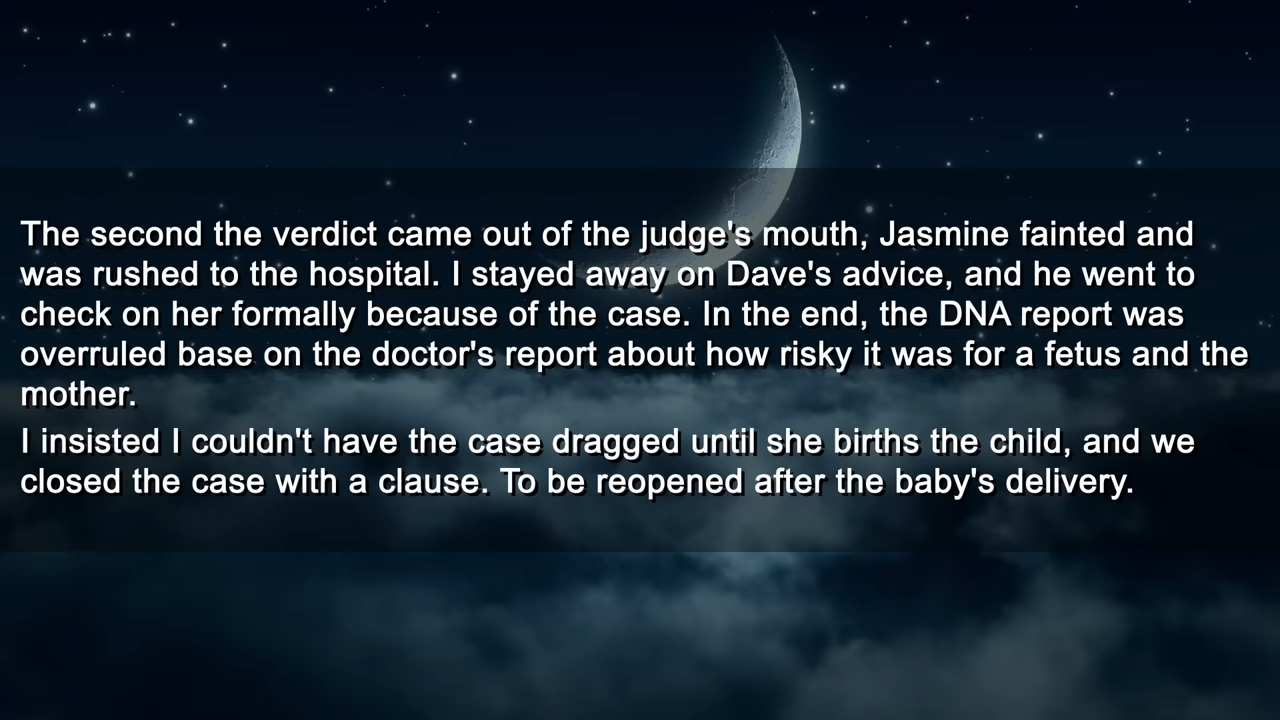 The second the verdict came out of the judge's mouth, Jasmine fainted and
was rushed to the hospital. I stayed away on Dave's advice, and he went to
check on her formally because of the case. In the end, the DNA report was
overruled base on the doctor's report about how risky it was for a fetus and the
mother.
I insisted I couldn't have the case dragged until she births the child, and we
closed the case with a clause. To be reopened after the baby's delivery.